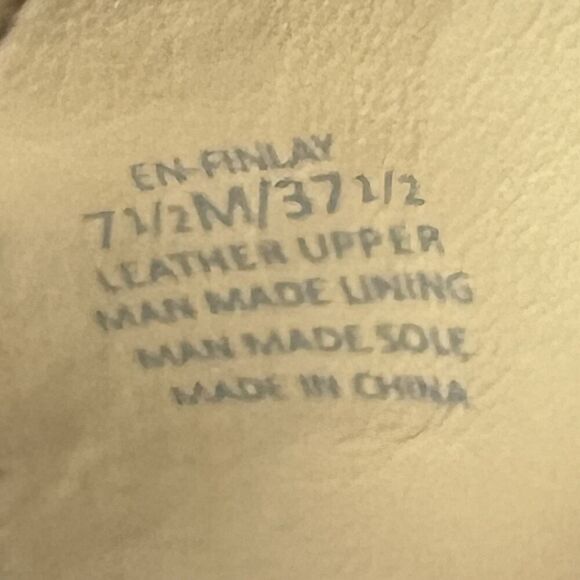 EN-FINLAY
7 1/2M/37 1/2
LEATHER UPPER
MAN MADE LINING
MAN MADE SOLE
MADE IN CHINA